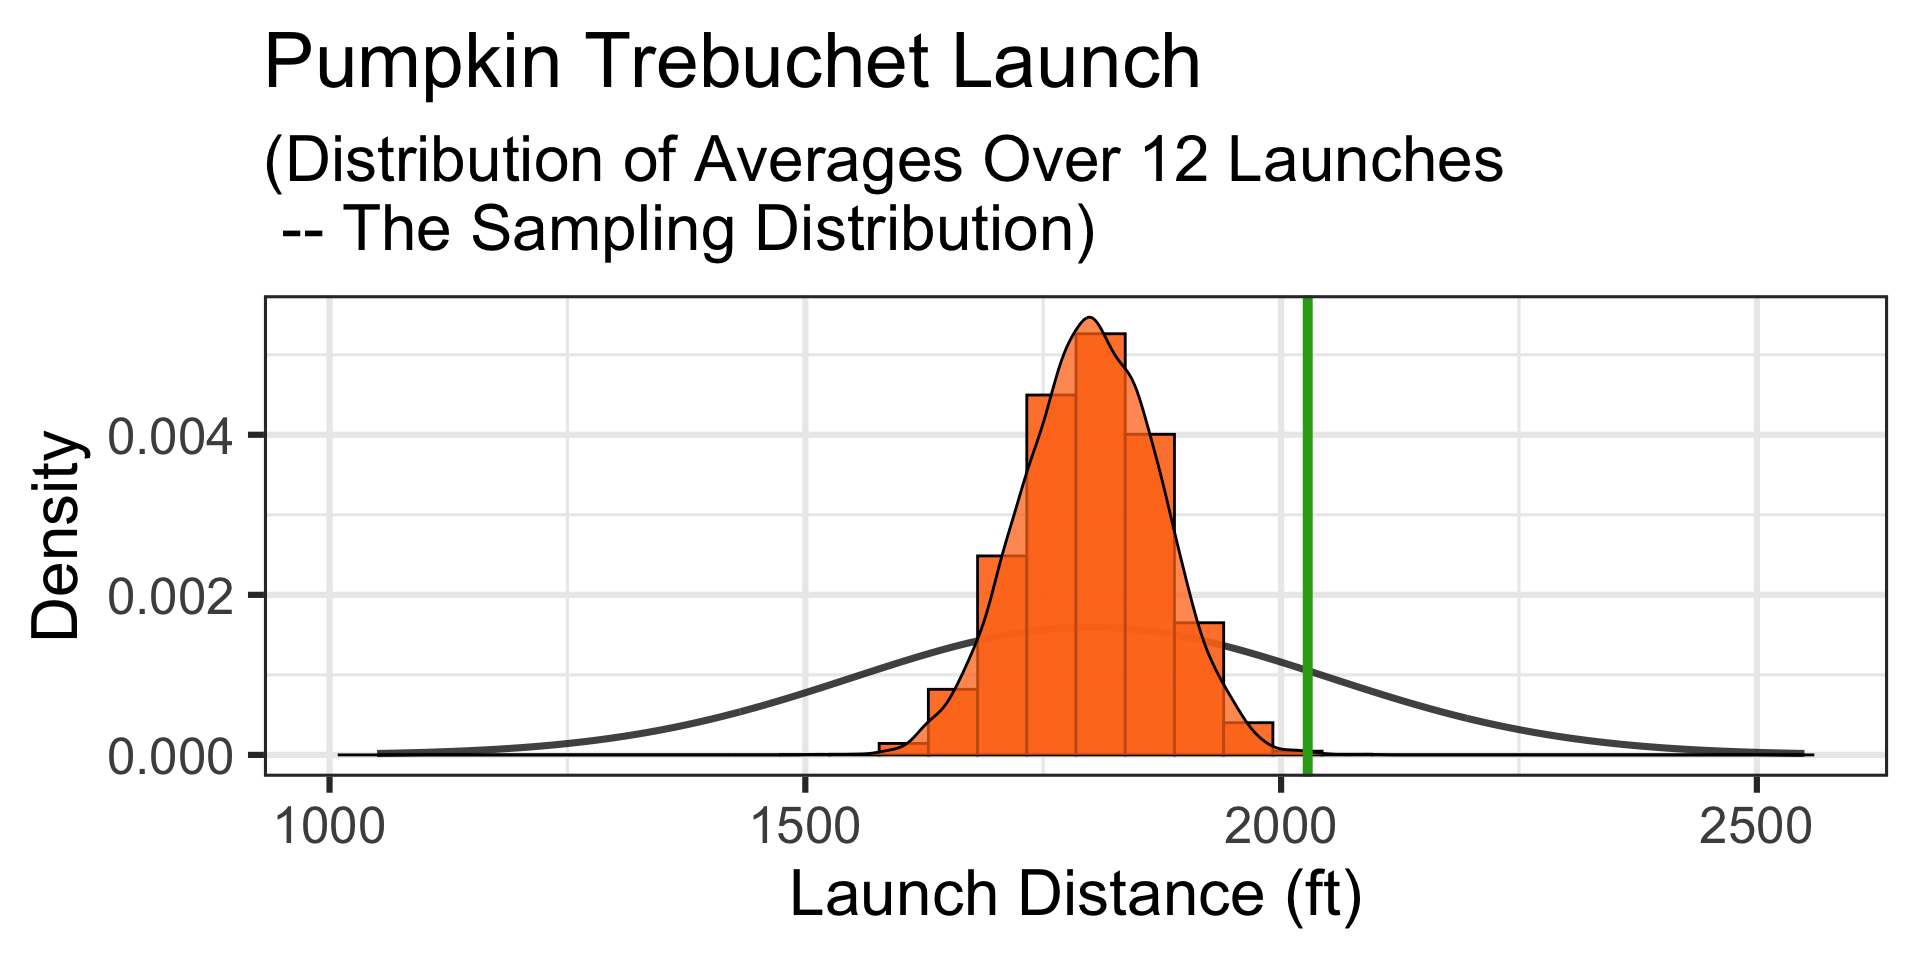 Pumpkin Trebuchet Launch
(Distribution of Averages Over 12 Launches
-- The Sampling Distribution)
Density
0.004
0.002
0.000
1000 1500 2000 2500
Launch Distance (ft)